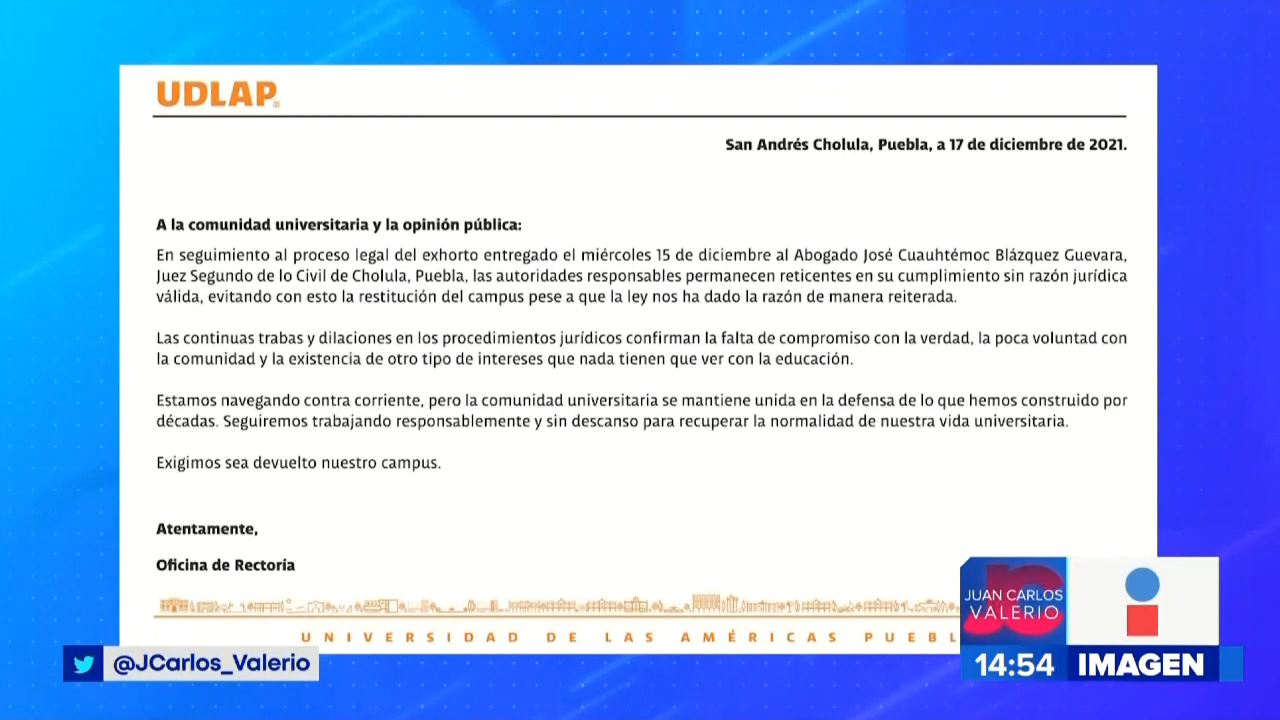 UDLAP
San Andrés Cholula, Puebla, a 17 de diciembre de 2021.
A la comunidad universitaria y la opinión pública:
En seguimiento al proceso legal del exhorto entregado el miércoles 15 de diciembre al Abogado José Cuauhtémoc Blázquez Guevara,
Juez Segundo de lo Civil de Cholula, Puebla, las autoridades responsables permanecen reticentes en su cumplimiento sin razón jurídica
válida, evitando con esto la restitución del campus pese a que la ley nos ha dado la razón de manera reiterada.
Las continuas trabas y dilaciones en los procedimientos jurídicos confirman la falta de compromiso con la verdad, la poca voluntad con
la comunidad y la existencia de otro tipo de intereses que nada tienen que ver con la educación.
Estamos navegando contra corriente, pero la comunidad universitaria se mantiene unida en la defensa de lo que hemos construido por
décadas. Seguiremos trabajando responsablemente y sin descanso para recuperar la normalidad de nuestra vida universitaria.
Exigimos sea devuelto nuestro campus.
Atentamente,
Oficina de Rectoría
UNIVERSIDAD DE LAS AMÉRICAS PUEBL
JUAN CARLOS
VALERIO
@JCarlos_Valerio
14:54 IMAGEN